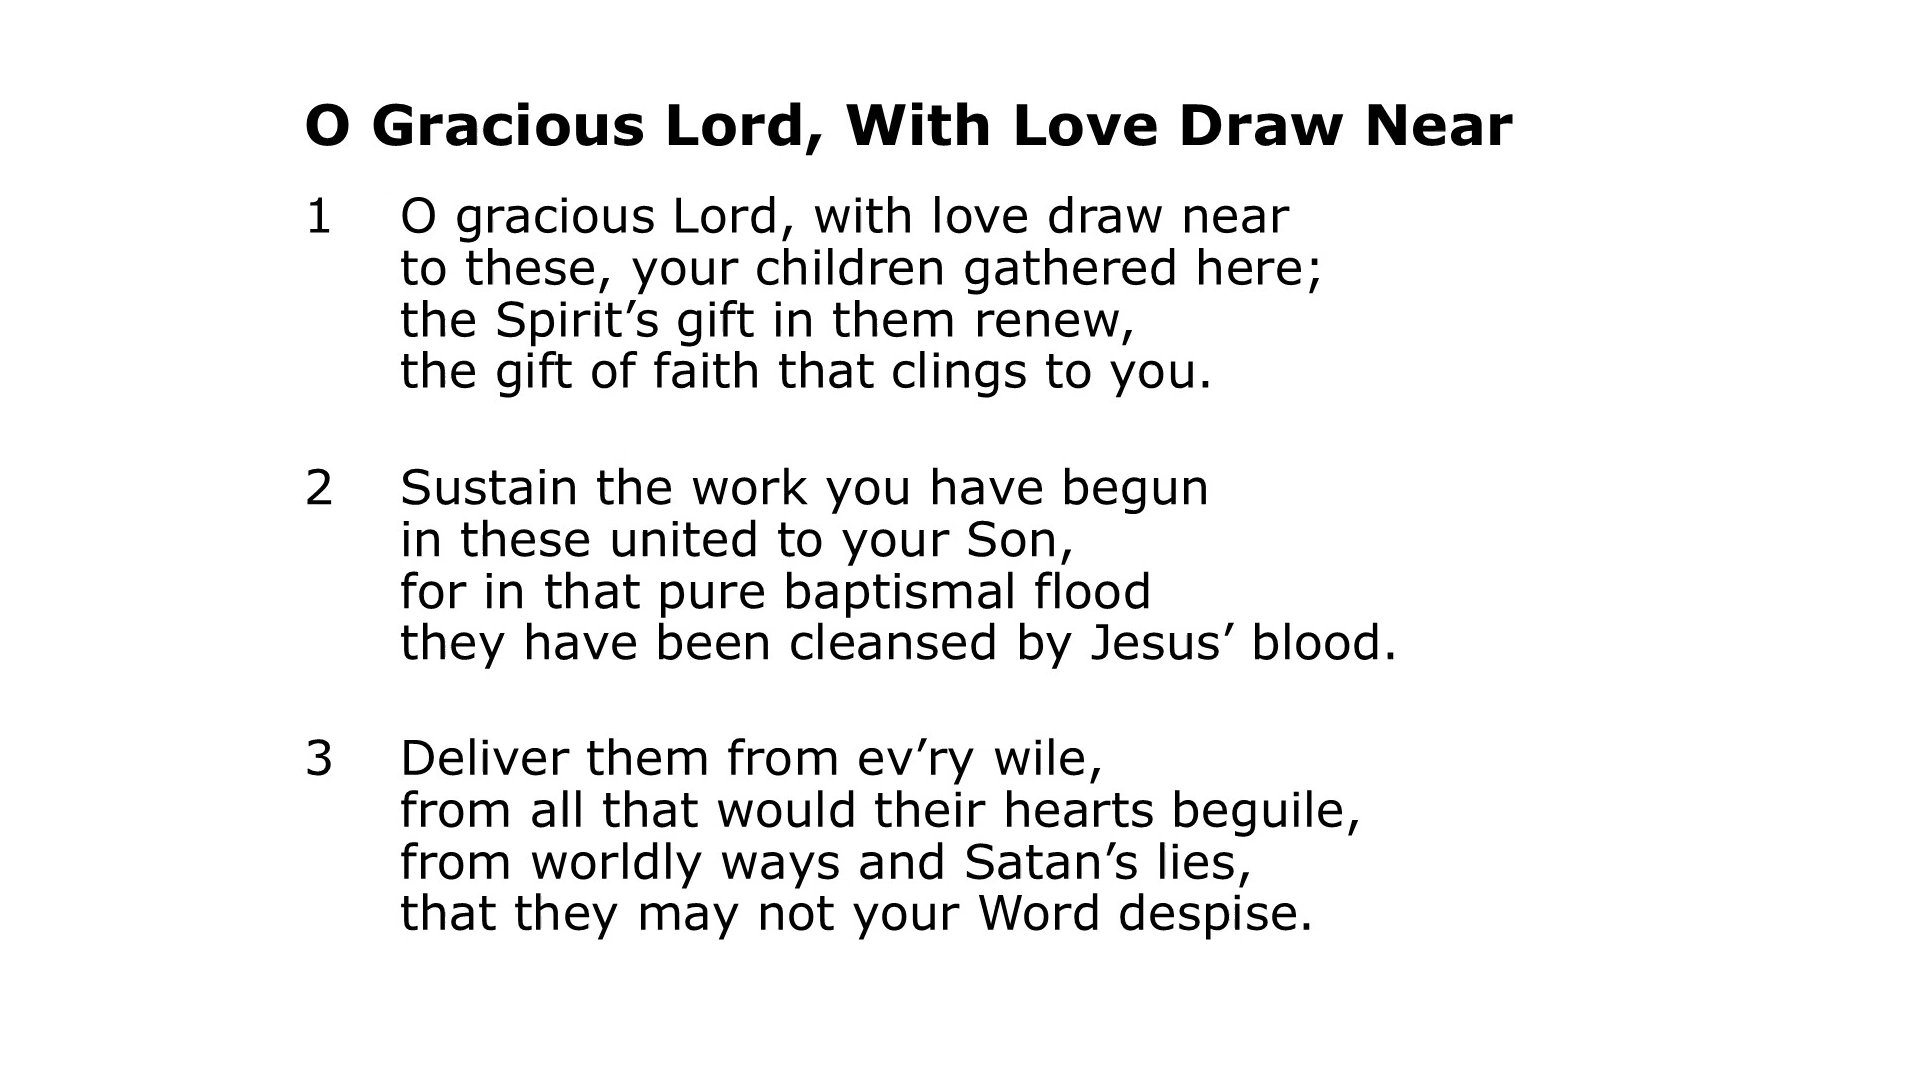 O Gracious Lord, With Love Draw Near
1 O gracious Lord, with love draw near
to these, your children gathered here;
the Spirit’s gift in them renew,
the gift of faith that clings to you.
2 Sustain the work you have begun
in these united to your Son,
for in that pure baptismal flood
they have been cleansed by Jesus’ blood.
3 Deliver them from ev’ry wile,
from all that would their hearts beguile,
from worldly ways and Satan’s lies,
that they may not your Word despise.